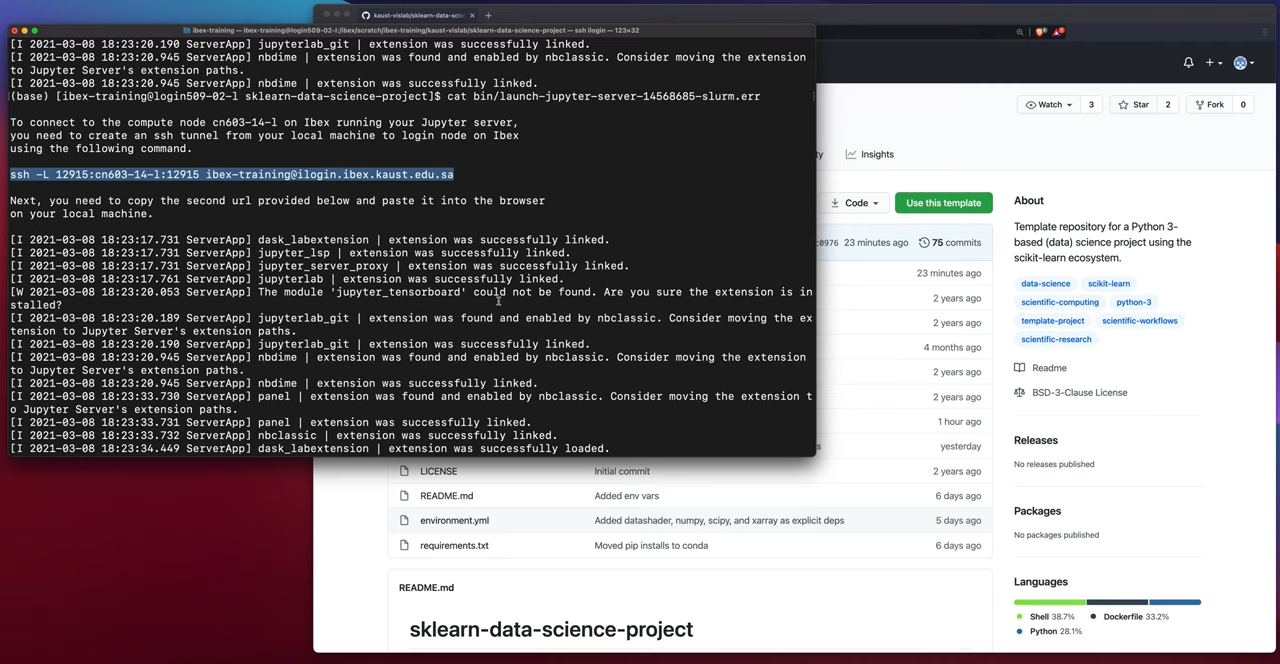 kaust-vislab/sklearn-data-scien
ibex-training — ibex-training@login509-02-l:/ibex/scratch/ibex-training/kaust-vislab/sklearn-data-science-project — ssh ilogin — 123×32
[I 2021-03-08 18:23:20.190 ServerApp] jupyterlab_git | extension was successfully linked.
[I 2021-03-08 18:23:20.945 ServerApp] nbdime | extension was found and enabled by nbclassic. Consider moving the extension
to Jupyter Server's extension paths.
[I 2021-03-08 18:23:20.945 ServerApp] nbdime | extension was successfully linked.
(base) [ibex-training@login509-02-l sklearn-data-science-project]$ cat bin/launch-jupyter-server-14568685-slurm.err
To connect to the compute node cn603-14-l on Ibex running your Jupyter server,
you need to create an ssh tunnel from your local machine to login node on Ibex
using the following command.
ssh -L 12915:cn603-14-l:12915 ibex-training@ilogin.ibex.kaust.edu.sa
Next, you need to copy the second url provided below and paste it into the browser
on your local machine.
[I 2021-03-08 18:23:17.731 ServerApp] dask_labextension | extension was successfully linked.
[I 2021-03-08 18:23:17.731 ServerApp] jupyter_lsp | extension was successfully linked.
[I 2021-03-08 18:23:17.731 ServerApp] jupyter_server_proxy | extension was successfully linked.
[I 2021-03-08 18:23:17.761 ServerApp] jupyterlab | extension was successfully linked.
[W 2021-03-08 18:23:20.053 ServerApp] The module 'jupyter_tensorboard' could not be found. Are you sure the extension is in
stalled?
[I 2021-03-08 18:23:20.189 ServerApp] jupyterlab_git | extension was found and enabled by nbclassic. Consider moving the ex
tension to Jupyter Server's extension paths.
[I 2021-03-08 18:23:20.190 ServerApp] jupyterlab_git | extension was successfully linked.
[I 2021-03-08 18:23:20.945 ServerApp] nbdime | extension was found and enabled by nbclassic. Consider moving the extension
to Jupyter Server's extension paths.
[I 2021-03-08 18:23:20.945 ServerApp] nbdime | extension was successfully linked.
[I 2021-03-08 18:23:33.730 ServerApp] panel | extension was found and enabled by nbclassic. Consider moving the extension t
o Jupyter Server's extension paths.
[I 2021-03-08 18:23:33.731 ServerApp] panel | extension was successfully linked.
[I 2021-03-08 18:23:33.732 ServerApp] nbclassic | extension was successfully linked.
[I 2021-03-08 18:23:34.449 ServerApp] dask_labextension | extension was successfully loaded.
Watch 3 Star 2 Fork 0
ty Insights
Code Use this template
0976 23 minutes ago 75 commits
23 minutes ago
2 years ago
2 years ago
4 months ago
2 years ago
2 years ago
1 hour ago
s yesterday
LICENSE Initial commit 2 years ago
README.md Added env vars 6 days ago
environment.yml Added datashader, numpy, scipy, and xarray as explicit deps 5 days ago
requirements.txt Moved pip installs to conda 6 days ago
README.md
sklearn-data-science-project
About
Template repository for a Python 3-
based (data) science project using the
scikit-learn ecosystem.
data-science scikit-learn
scientific-computing python-3
template-project scientific-workflows
scientific-research
Readme
BSD-3-Clause License
Releases
No releases published
Packages
No packages published
Languages
Shell 38.7% Dockerfile 33.2%
Python 28.1%